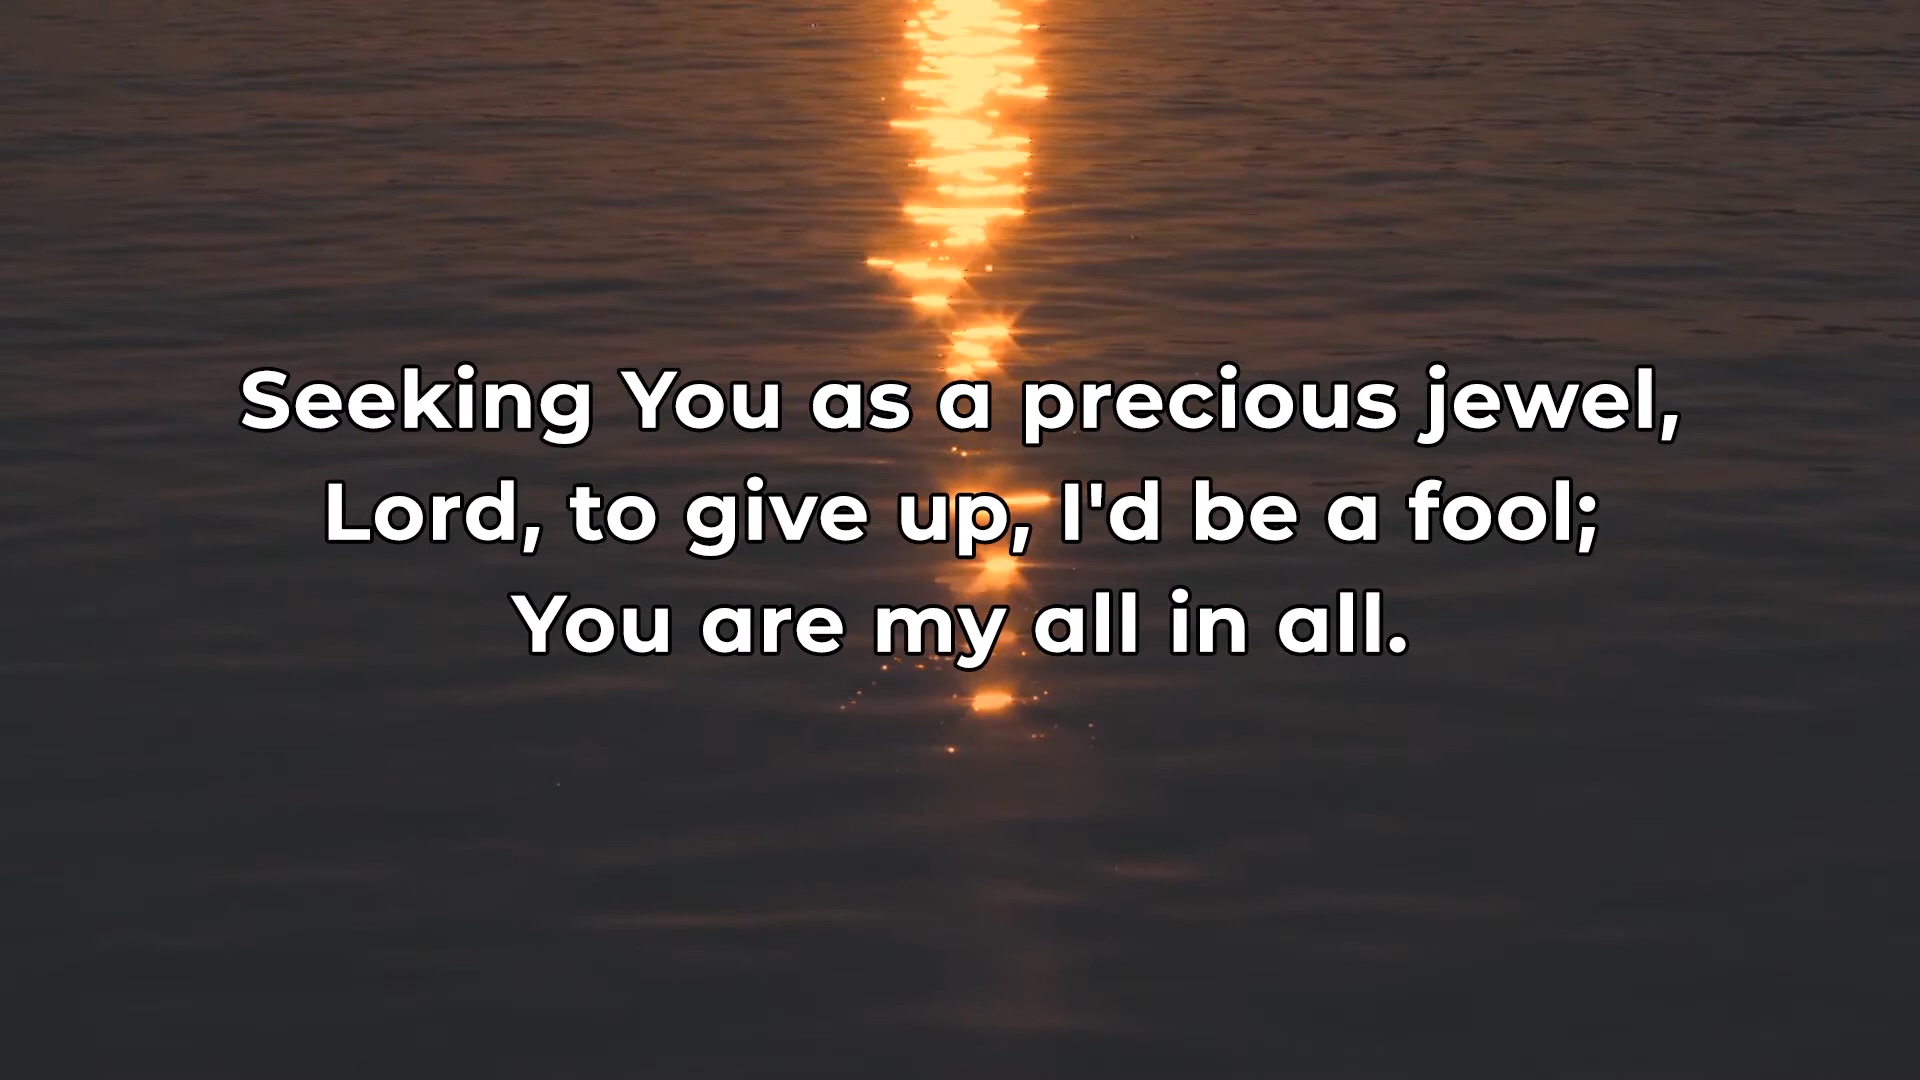 Seeking You as a precious jewel,
Lord, to give up, I'd be a fool;
You are my all in all.